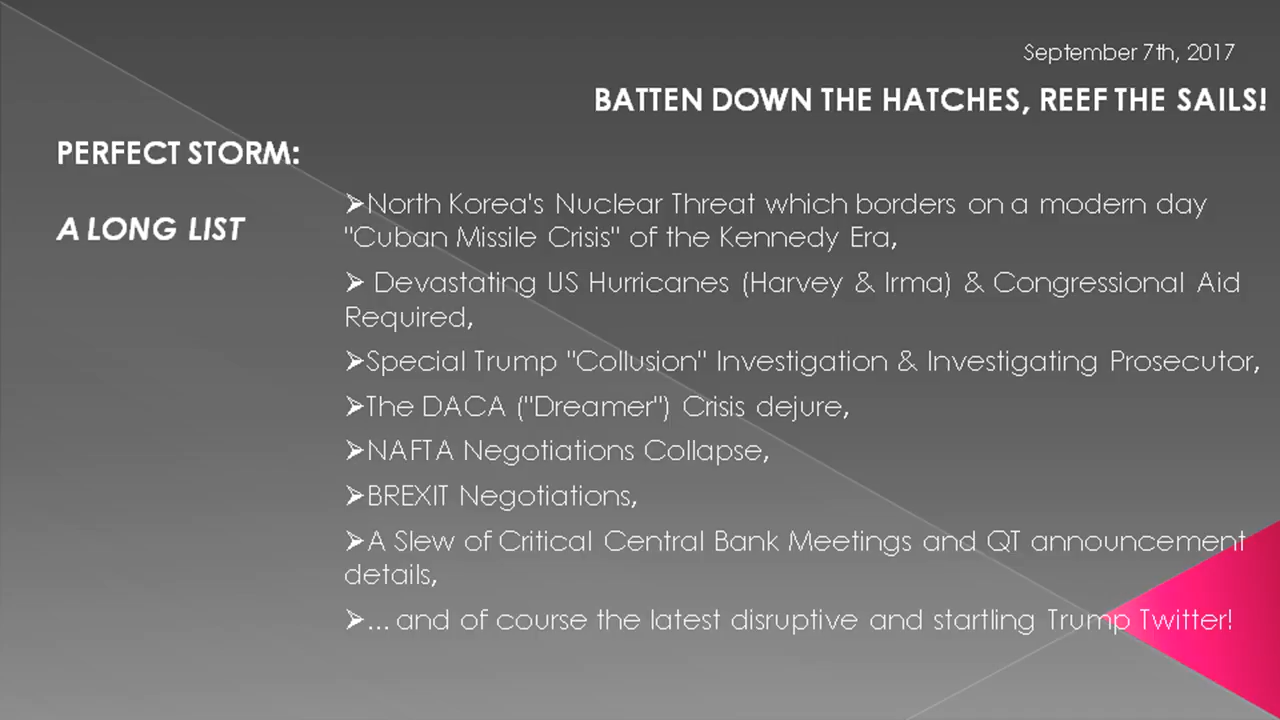 September 7th, 2017
BATTEN DOWN THE HATCHES, REEF THE SAILS!
PERFECT STORM:
A LONG LIST
➢North Korea's Nuclear Threat which borders on a modern day
"Cuban Missile Crisis" of the Kennedy Era,
➢ Devastating US Hurricanes (Harvey & Irma) & Congressional Aid
Required,
➢Special Trump "Collusion" Investigation & Investigating Prosecutor,
➢The DACA ("Dreamer") Crisis dejure,
➢NAFTA Negotiations Collapse,
➢BREXIT Negotiations,
➢A Slew of Critical Central Bank Meetings and QT announcement
details,
➢... and of course the latest disruptive and startling Trump Twitter!